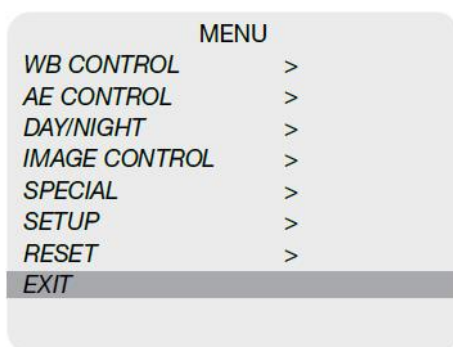 MENU
WB CONTROL >
AE CONTROL >
DAY/NIGHT >
IMAGE CONTROL >
SPECIAL >
SETUP >
RESET >
EXIT